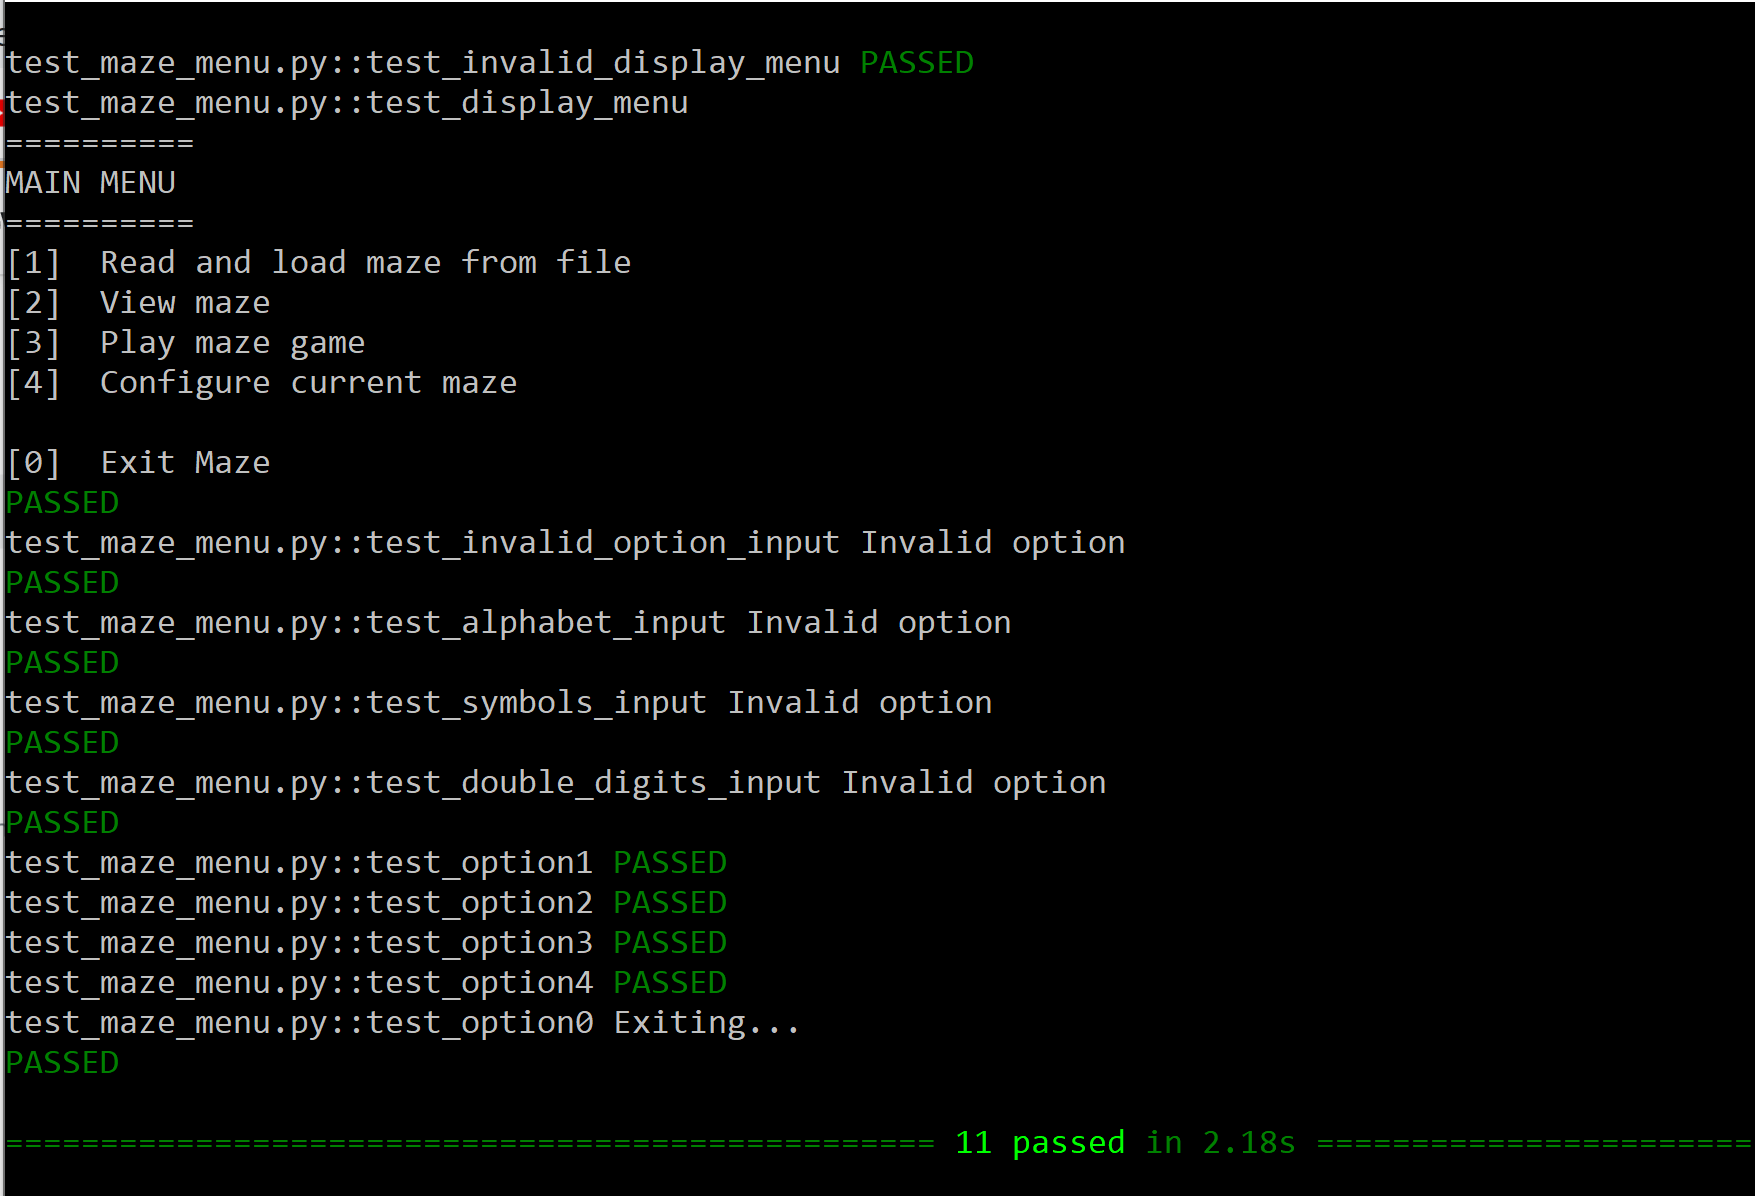 test_maze_menu.py::test_invalid_display_menu PASSED
test_maze_menu.py::test_display_menu
==========
MAIN MENU
==========
[1]  Read and load maze from file
[2]  View maze
[3]  Play maze game
[4]  Configure current maze
[0]  Exit Maze
PASSED
test_maze_menu.py::test_invalid_option_input Invalid option
PASSED
test_maze_menu.py::test_alphabet_input Invalid option
PASSED
test_maze_menu.py::test_symbols_input Invalid option
PASSED
test_maze_menu.py::test_double_digits_input Invalid option
PASSED
test_maze_menu.py::test_option1 PASSED
test_maze_menu.py::test_option2 PASSED
test_maze_menu.py::test_option3 PASSED
test_maze_menu.py::test_option4 PASSED
test_maze_menu.py::test_option0 Exiting...
PASSED
================================================= 11 passed in 2.18s =======================